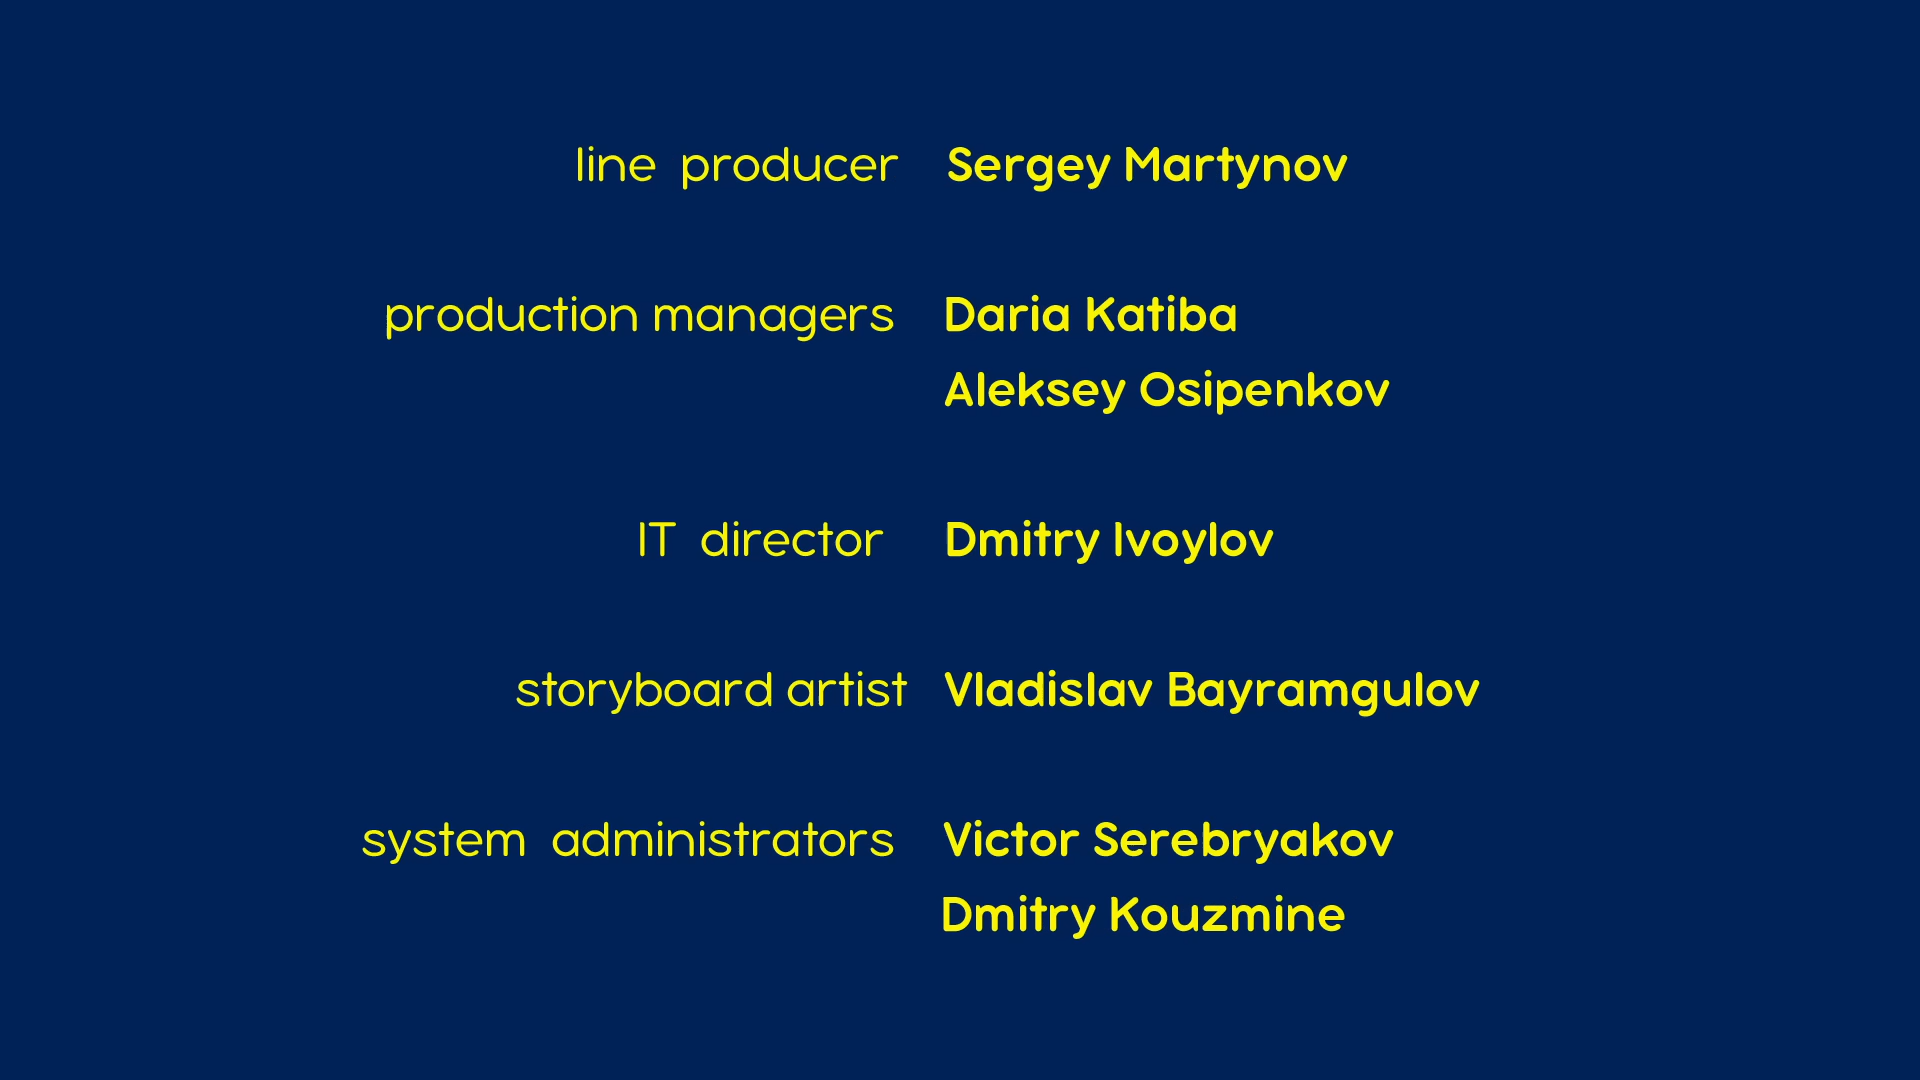 line producer Sergey Martynov
production managers Daria Katiba
Aleksey Osipenkov
IT director Dmitry Ivoylov
storyboard artist Vladislav Bayramgulov
system administrators Victor Serebryakov
Dmitry Kouzmine